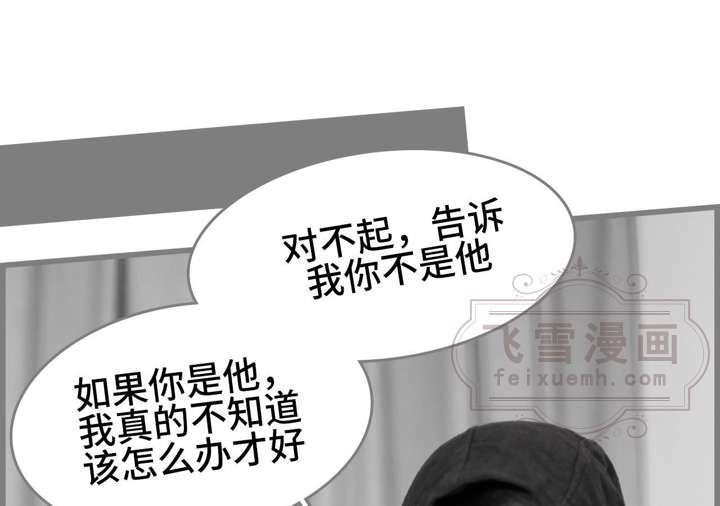 对不起，告诉
我你不是他
如果你是他，
我真的不知道
该怎么办才好
飞雪漫画
feixuemh.com